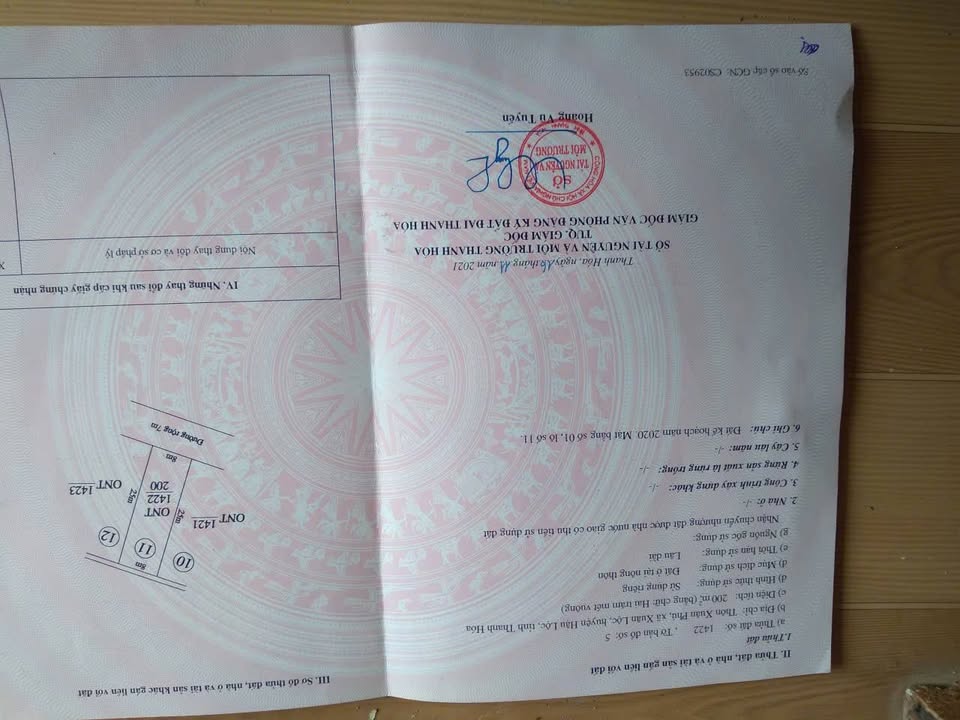 II. Thửa đất, nhà ở và tài sản khác gắn liền với đất
1.Thửa đất
a) Thửa đất số: 1422 , Tờ bản đồ số: 5
b) Địa chỉ: Thôn Xuân Phú, xã Xuân Lộc, huyện Hậu Lộc, tỉnh Thanh Hóa
c) Diện tích: 200 m² (bằng chữ: Hai trăm mét vuông)
d) Hình thức sử dụng: Sử dụng riêng
đ) Mục đích sử dụng: Đất ở tại nông thôn
e) Thời hạn sử dụng: Lâu dài
g) Nguồn gốc sử dụng:
Nhận chuyển nhượng đất được nhà nước giao có thu tiền sử dụng đất
2. Nhà ở: -/-
3. Công trình xây dựng khác: -/-
4. Rừng sản xuất là rừng trồng: -/-
5. Cây lâu năm: -/-
6. Ghi chú: Đất kế hoạch năm 2020 Mặt bằng số 01, lô số 11.
Thanh Hóa, ngày 16 tháng 11 năm 2021
SỞ TÀI NGUYÊN VÀ MÔI TRƯỜNG THANH HÓA
TUQ. GIÁM ĐỐC
GIÁM ĐỐC VĂN PHÒNG ĐĂNG KÝ ĐẤT ĐAI THANH HÓA
SỞ
TÀI NGUYÊN VÀ
MÔI TRƯỜNG
Hoàng Vũ Tuyên
Số vào sổ cấp GCN: CS02953
III. Sơ đồ thửa đất, nhà ở và tài sản khác gắn liền với đất
8m
10
11
12
ONT 1421
25m
ONT
1422
200
25m
ONT 1423
8m
Đường rộng 7m
IV. Những thay đổi sau khi cấp giấy chứng nhận
Nội dung thay đổi và cơ sở pháp lý
X